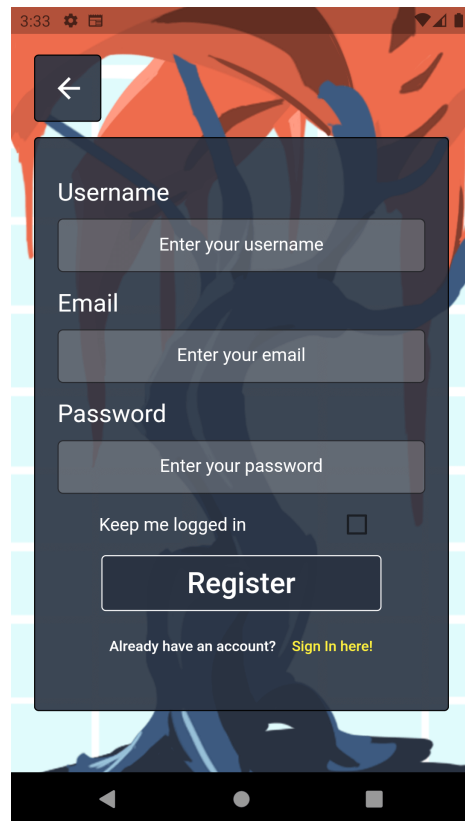 3:33
Username
Enter your username
Email
Enter your email
Password
Enter your password
Keep me logged in
Register
Already have an account? Sign In here!